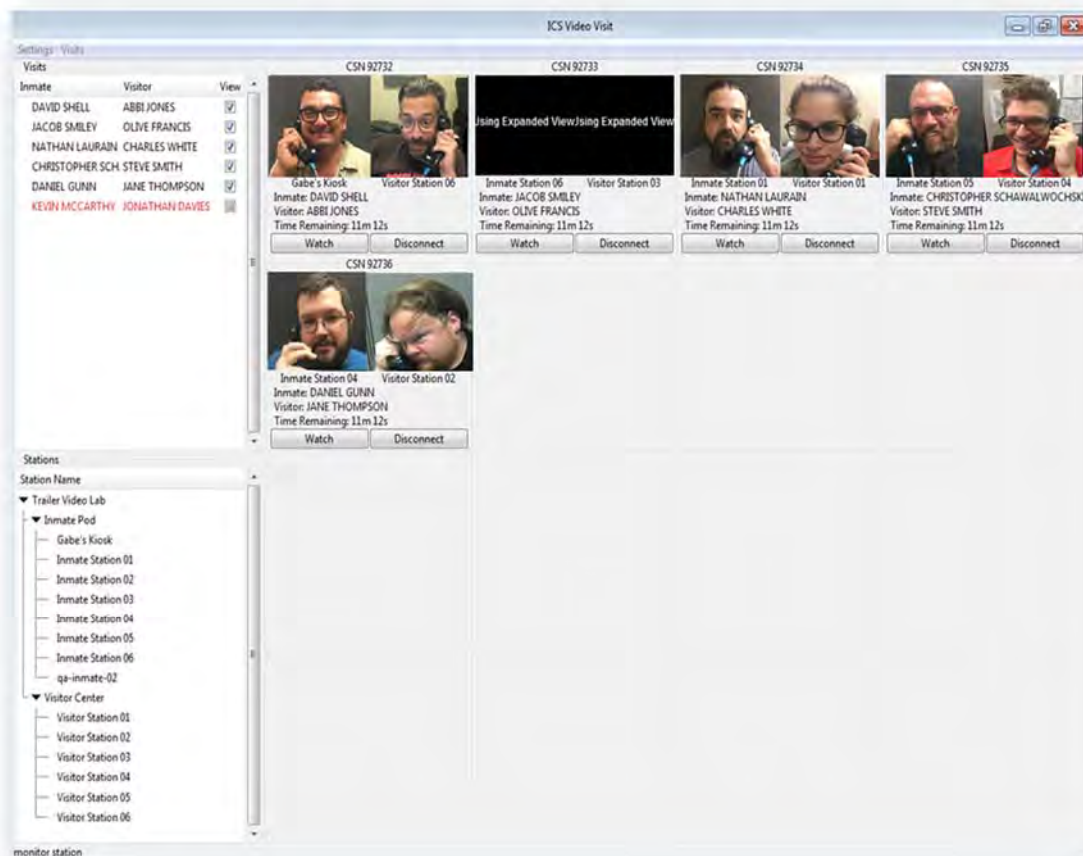 ICS Video Visit
Settings Visits
Visits
Inmate Visitor View
DAVID SHELL ABBI JONES
JACOB SMILEY OLIVE FRANCIS
NATHAN LAURAIN CHARLES WHITE
CHRISTOPHER SCH STEVE SMITH
DANIEL GUNN JANE THOMPSON
KEVIN MCCARTHY JONATHAN DAVIES
CSN 92732
Gabe's Kiosk Visitor Station 06
Inmate: DAVID SHELL
Visitor: ABBI JONES
Time Remaining: 11m 12s
Watch Disconnect
CSN 92733
Using Expanded View Using Expanded View
Inmate Station 06 Visitor Station 03
Inmate: JACOB SMILEY
Visitor: OLIVE FRANCIS
Time Remaining: 11m 12s
Watch Disconnect
CSN 92734
Inmate Station 01 Visitor Station 01
Inmate: NATHAN LAURAIN
Visitor: CHARLES WHITE
Time Remaining: 11m 12s
Watch Disconnect
CSN 92735
Inmate Station 05 Visitor Station 04
Inmate: CHRISTOPHER SCHAWALWOCHSKI
Visitor: STEVE SMITH
Time Remaining: 11m 12s
Watch Disconnect
CSN 92736
Inmate Station 04 Visitor Station 02
Inmate: DANIEL GUNN
Visitor: JANE THOMPSON
Time Remaining: 11m 12s
Watch Disconnect
Stations
Station Name
Trailer Video Lab
Inmate Pod
Gabe's Kiosk
Inmate Station 01
Inmate Station 02
Inmate Station 03
Inmate Station 04
Inmate Station 05
Inmate Station 06
qa-inmate-02
Visitor Center
Visitor Station 01
Visitor Station 02
Visitor Station 03
Visitor Station 04
Visitor Station 05
Visitor Station 06
monitor station